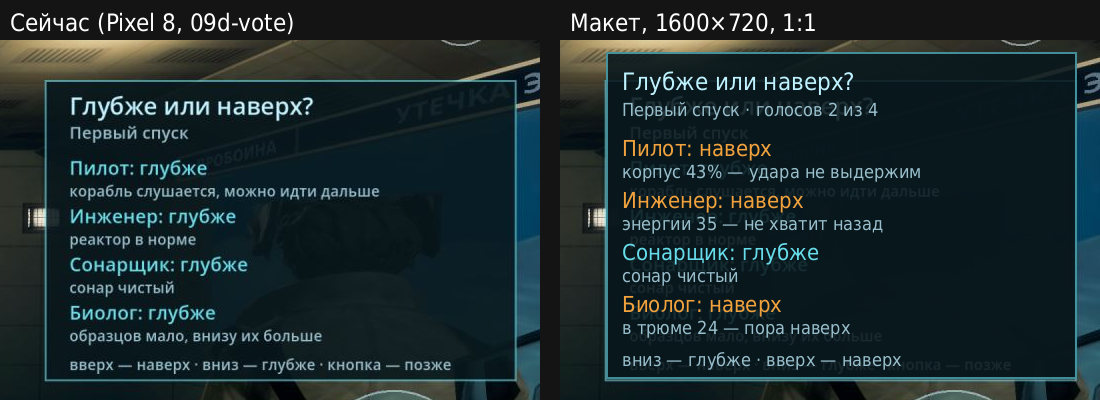 Сейчас (Pixel 8, 09d-vote)
УТЕЧКА
ПРОБОИНА
Глубже или наверх?
Первый спуск
Пилот: глубже
корабль слушается, можно идти дальше
Инженер: глубже
реактор в норме
Сонарщик: глубже
сонар чистый
Биолог: глубже
образцов мало, внизу их больше
вверх — наверх · вниз — глубже · кнопка — позже
Макет, 1600×720, 1:1
Глубже или наверх?
Первый спуск · голосов 2 из 4
Пилот: наверх
корпус 43% — удара не выдержим
Инженер: наверх
энергии 35 — не хватит назад
Сонарщик: глубже
сонар чистый
Биолог: наверх
в трюме 24 — пора наверх
вниз — глубже · вверх — наверх